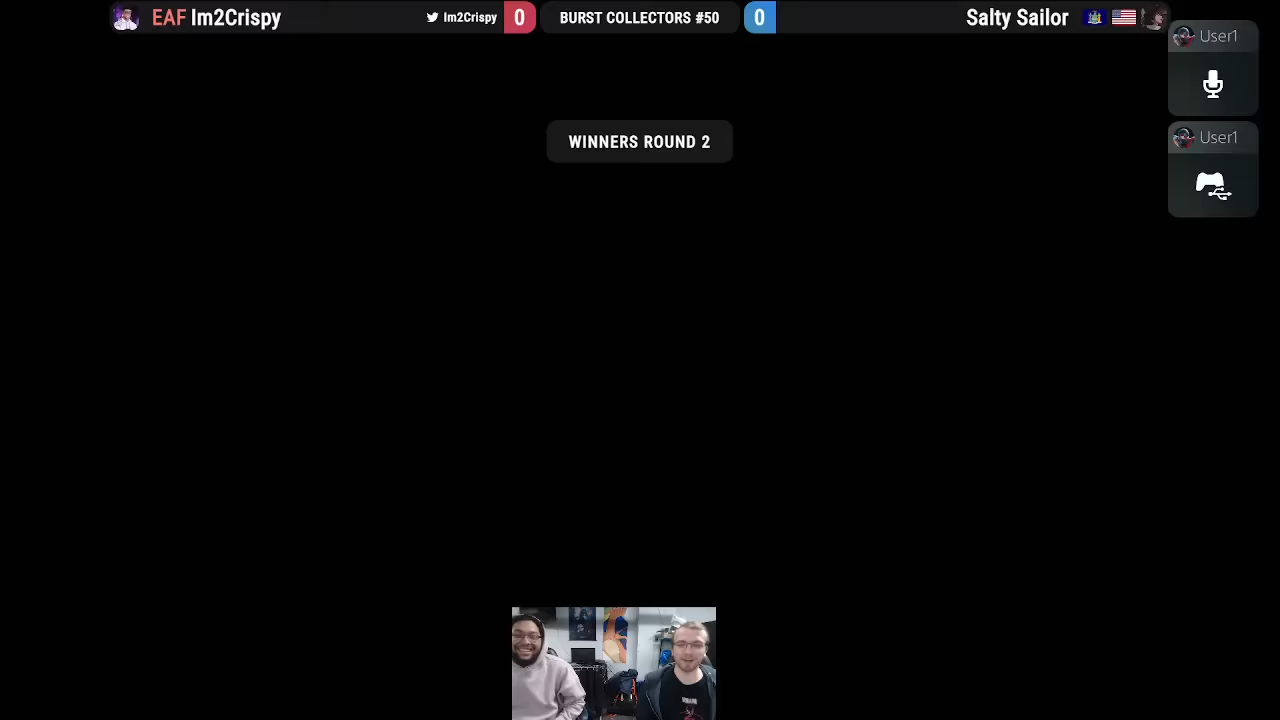 EAF Im2Crispy
Im2Crispy
0
BURST COLLECTORS #50
0
Salty Sailor
User1
WINNERS ROUND 2
User1